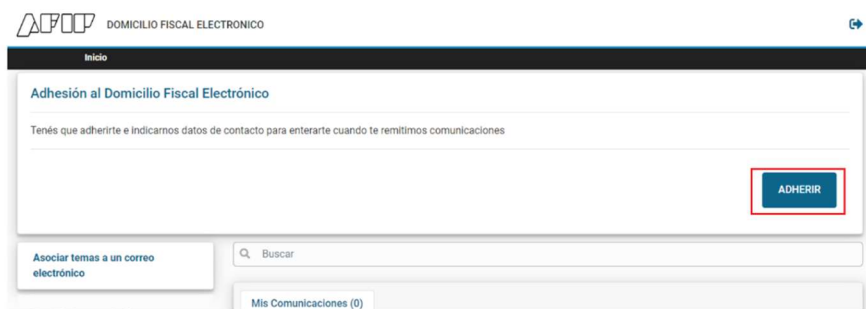 AFIP DOMICILIO FISCAL ELECTRONICO
Inicio
Adhesión al Domicilio Fiscal Electrónico
Tenés que adherirte e indicarnos datos de contacto para enterarte cuando te remitimos comunicaciones
ADHERIR
Asociar temas a un correo
electrónico
Buscar
Mis Comunicaciones (0)